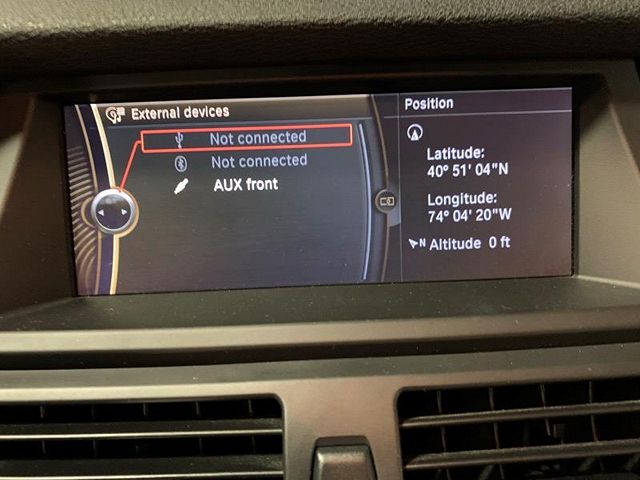 External devices
Not connected
Not connected
AUX front
Position
Latitude:
40° 51' 04"N
Longitude:
74° 04' 20"W
N Altitude 0 ft